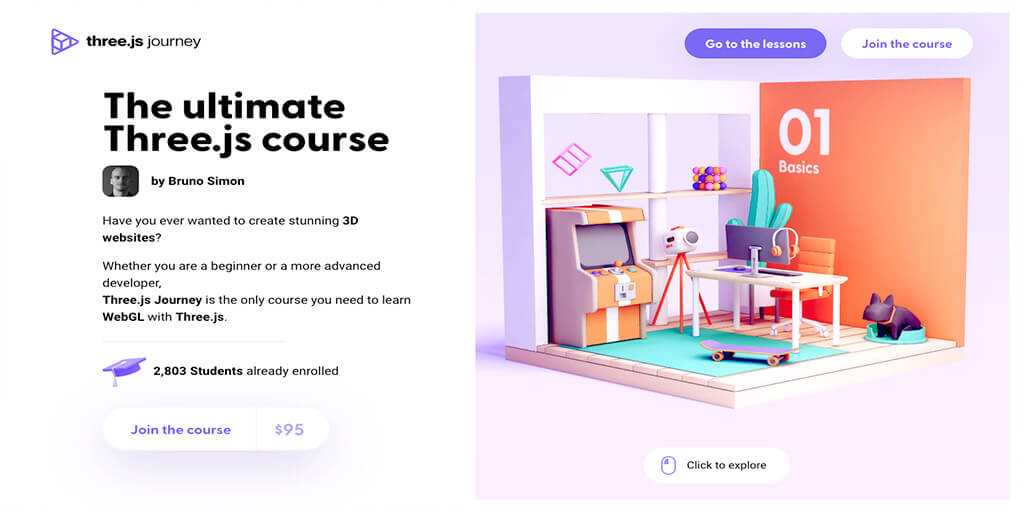 three.js journey
Go to the lessons
Join the course
The ultimate
Three.js course
by Bruno Simon
Have you ever wanted to create stunning 3D
websites?
Whether you are a beginner or a more advanced
developer,
Three.js Journey is the only course you need to learn
WebGL with Three.js.
2,803 Students already enrolled
Join the course $95
01
Basics
Click to explore